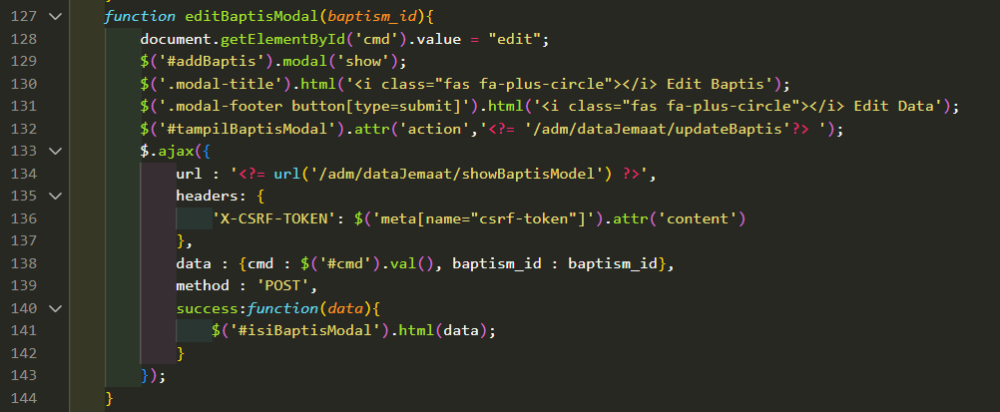 127 function editBaptisModal(baptism_id){
128 document.getElementById('cmd').value = "edit";
129 $('#addBaptis').modal('show');
130 $('.modal-title').html('<i class="fas fa-plus-circle"></i> Edit Baptis');
131 $('.modal-footer button[type=submit]').html('<i class="fas fa-plus-circle"></i> Edit Data');
132 $('#tampilBaptisModal').attr('action','<?= '/adm/dataJemaat/updateBaptis'?> ');
133 $.ajax({
134 url : '<?= url('/adm/dataJemaat/showBaptisModel') ?>',
135 headers: {
136 'X-CSRF-TOKEN': $('meta[name="csrf-token"]').attr('content')
137 },
138 data : {cmd : $('#cmd').val(), baptism_id : baptism_id},
139 method : 'POST',
140 success:function(data){
141 $('#isiBaptisModal').html(data);
142 }
143 });
144 }